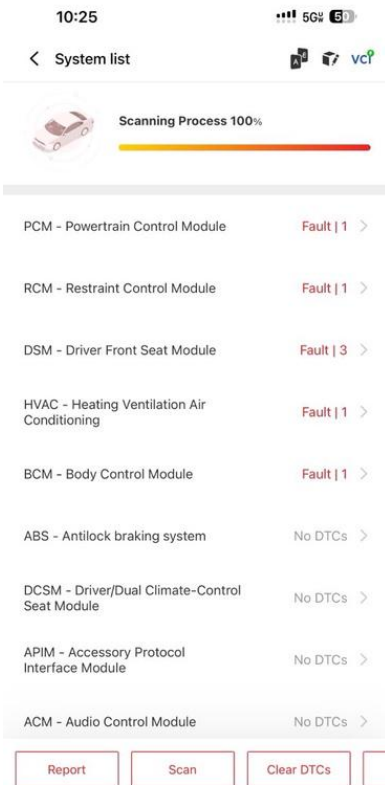 10:25
5G 50
System list
VCI
Scanning Process 100%
PCM - Powertrain Control Module
Fault | 1
RCM - Restraint Control Module
Fault | 1
DSM - Driver Front Seat Module
Fault | 3
HVAC - Heating Ventilation Air
Conditioning
Fault | 1
BCM - Body Control Module
Fault | 1
ABS - Antilock braking system
No DTCs
DCSM - Driver/Dual Climate-Control
Seat Module
No DTCs
APIM - Accessory Protocol
Interface Module
No DTCs
ACM - Audio Control Module
No DTCs
Report
Scan
Clear DTCs